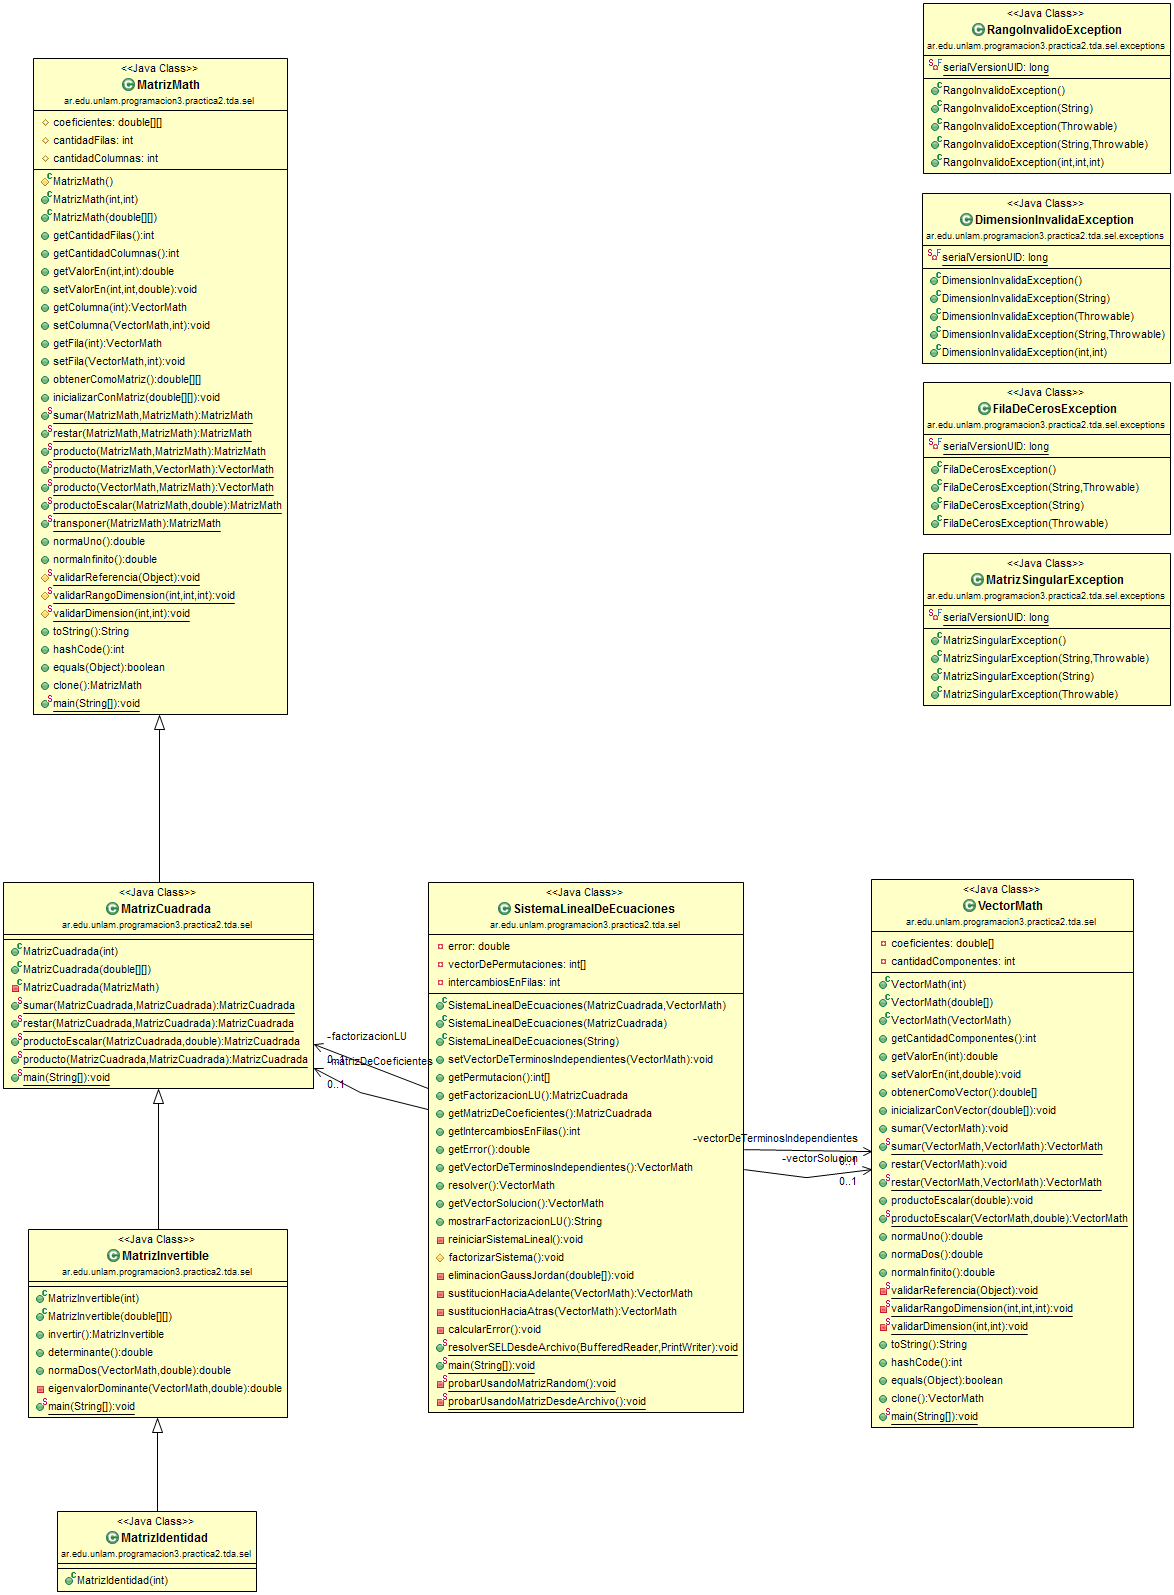 <<Java Class>>
MatrizMath
ar.edu.unlam.programacion3.practica2.tda.sel
coeficientes: double[][]
cantidadFilas: int
cantidadColumnas: int
MatrizMath()
MatrizMath(int,int)
MatrizMath(double[][])
getCantidadFilas():int
getCantidadColumnas():int
getValorEn(int,int):double
setValorEn(int,int,double):void
getColumna(int):VectorMath
setColumna(VectorMath,int):void
getFila(int):VectorMath
setFila(VectorMath,int):void
obtenerComoMatriz():double[][]
inicializarConMatriz(double[][]):void
sumar(MatrizMath,MatrizMath):MatrizMath
restar(MatrizMath,MatrizMath):MatrizMath
producto(MatrizMath,MatrizMath):MatrizMath
producto(MatrizMath,VectorMath):VectorMath
producto(VectorMath,MatrizMath):VectorMath
productoEscalar(MatrizMath,double):MatrizMath
transponer(MatrizMath):MatrizMath
normaUno():double
normaInfinito():double
validarReferencia(Object):void
validarRangoDimension(int,int,int):void
validarDimension(int,int):void
toString():String
hashCode():int
equals(Object):boolean
clone():MatrizMath
main(String[]):void
<<Java Class>>
RangoInvalidoException
ar.edu.unlam.programacion3.practica2.tda.sel.exceptions
serialVersionUID: long
RangoInvalidoException()
RangoInvalidoException(String)
RangoInvalidoException(Throwable)
RangoInvalidoException(String,Throwable)
RangoInvalidoException(int,int,int)
<<Java Class>>
DimensionInvalidaException
ar.edu.unlam.programacion3.practica2.tda.sel.exceptions
serialVersionUID: long
DimensionInvalidaException()
DimensionInvalidaException(String)
DimensionInvalidaException(Throwable)
DimensionInvalidaException(String,Throwable)
DimensionInvalidaException(int,int)
<<Java Class>>
FilaDeCerosException
ar.edu.unlam.programacion3.practica2.tda.sel.exceptions
serialVersionUID: long
FilaDeCerosException()
FilaDeCerosException(String,Throwable)
FilaDeCerosException(String)
FilaDeCerosException(Throwable)
<<Java Class>>
MatrizSingularException
ar.edu.unlam.programacion3.practica2.tda.sel.exceptions
serialVersionUID: long
MatrizSingularException()
MatrizSingularException(String,Throwable)
MatrizSingularException(String)
MatrizSingularException(Throwable)
<<Java Class>>
MatrizCuadrada
ar.edu.unlam.programacion3.practica2.tda.sel
MatrizCuadrada(int)
MatrizCuadrada(double[][])
MatrizCuadrada(MatrizMath)
sumar(MatrizCuadrada,MatrizCuadrada):MatrizCuadrada
restar(MatrizCuadrada,MatrizCuadrada):MatrizCuadrada
productoEscalar(MatrizCuadrada,double):MatrizCuadrada
producto(MatrizCuadrada,MatrizCuadrada):MatrizCuadrada
main(String[]):void
-factorizacionLU
0..1
-matrizDeCoeficientes
0..1
<<Java Class>>
SistemaLinealDeEcuaciones
ar.edu.unlam.programacion3.practica2.tda.sel
error: double
vectorDePermutaciones: int[]
intercambiosEnFilas: int
SistemaLinealDeEcuaciones(MatrizCuadrada,VectorMath)
SistemaLinealDeEcuaciones(MatrizCuadrada)
SistemaLinealDeEcuaciones(String)
setVectorDeTerminosIndependientes(VectorMath):void
getPermutacion():int[]
getFactorizacionLU():MatrizCuadrada
getMatrizDeCoeficientes():MatrizCuadrada
getIntercambiosEnFilas():int
getError():double
getVectorDeTerminosIndependientes():VectorMath
resolver():VectorMath
getVectorSolucion():VectorMath
mostrarFactorizacionLU():String
reiniciarSistemaLineal():void
factorizarSistema():void
eliminacionGaussJordan(double[]):void
sustitucionHaciaAdelante(VectorMath):VectorMath
sustitucionHaciaAtras(VectorMath):VectorMath
calcularError():void
resolverSELDesdeArchivo(BufferedReader,PrintWriter):void
main(String[]):void
probarUsandoMatrizRandom():void
probarUsandoMatrizDesdeArchivo():void
-vectorDeTerminosIndependientes
0..1
-vectorSolucion
0..1
<<Java Class>>
VectorMath
ar.edu.unlam.programacion3.practica2.tda.sel
coeficientes: double[]
cantidadComponentes: int
VectorMath(int)
VectorMath(double[])
VectorMath(VectorMath)
getCantidadComponentes():int
getValorEn(int):double
setValorEn(int,double):void
obtenerComoVector():double[]
inicializarConVector(double[]):void
sumar(VectorMath):void
sumar(VectorMath,VectorMath):VectorMath
restar(VectorMath):void
restar(VectorMath,VectorMath):VectorMath
productoEscalar(double):void
productoEscalar(VectorMath,double):VectorMath
normaUno():double
normaDos():double
normaInfinito():double
validarReferencia(Object):void
validarRangoDimension(int,int,int):void
validarDimension(int,int):void
toString():String
hashCode():int
equals(Object):boolean
clone():VectorMath
main(String[]):void
<<Java Class>>
MatrizInvertible
ar.edu.unlam.programacion3.practica2.tda.sel
MatrizInvertible(int)
MatrizInvertible(double[][])
invertir():MatrizInvertible
determinante():double
normaDos(VectorMath,double):double
eigenvalorDominante(VectorMath,double):double
main(String[]):void
<<Java Class>>
MatrizIdentidad
ar.edu.unlam.programacion3.practica2.tda.sel
MatrizIdentidad(int)